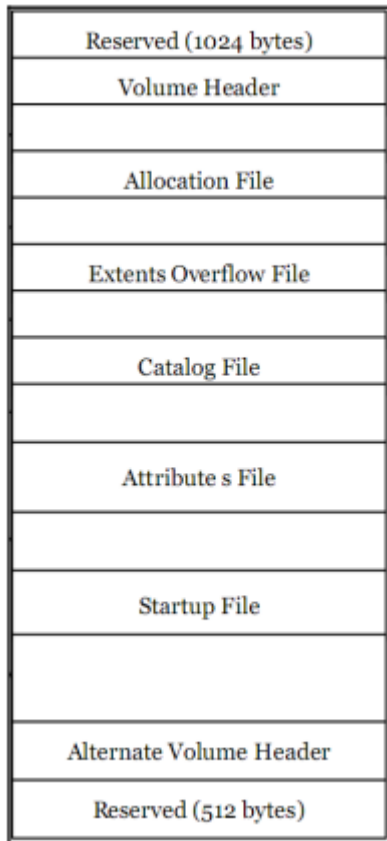 Reserved (1024 bytes)
Volume Header
Allocation File
Extents Overflow File
Catalog File
Attribute s File
Startup File
Alternate Volume Header
Reserved (512 bytes)